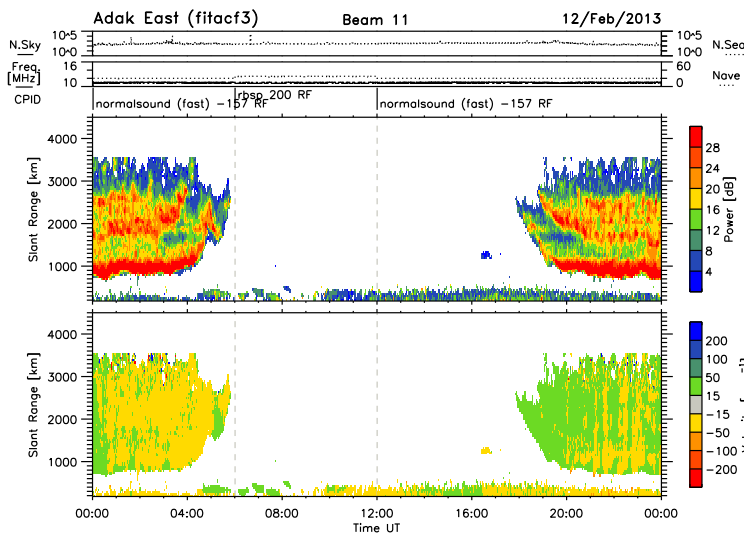 Adak East (fitacf3) Beam 11 12/Feb/2013
N.Sky 10^5 10^0 10^5 10^0 N.Sea
Freq. [MHz] 16 10 60 0 Nave
CPID normalsound (fast) -157 RF rbsp 200 RF normalsound (fast) -157 RF
Slant Range [km] 4000 3000 2000 1000
Power [dB] 28 24 20 16 12 8 4
Slant Range [km] 4000 3000 2000 1000
200 100 50 15 -15 -50 -100 -200
00:00 04:00 08:00 12:00 16:00 20:00 00:00
Time UT